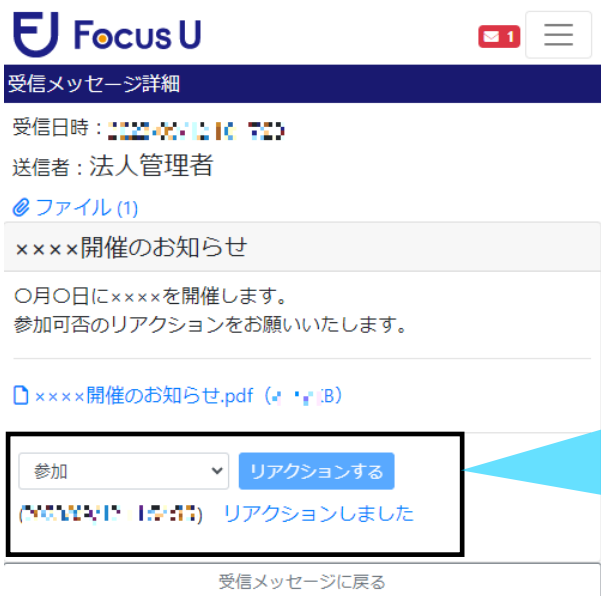 Focus U
1
受信メッセージ詳細
受信日時：
送信者：法人管理者
ファイル (1)
××××開催のお知らせ
〇月〇日に××××を開催します。
参加可否のリアクションをお願いいたします。
××××開催のお知らせ.pdf（ B）
参加 リアクションする
( ) リアクションしました
受信メッセージに戻る